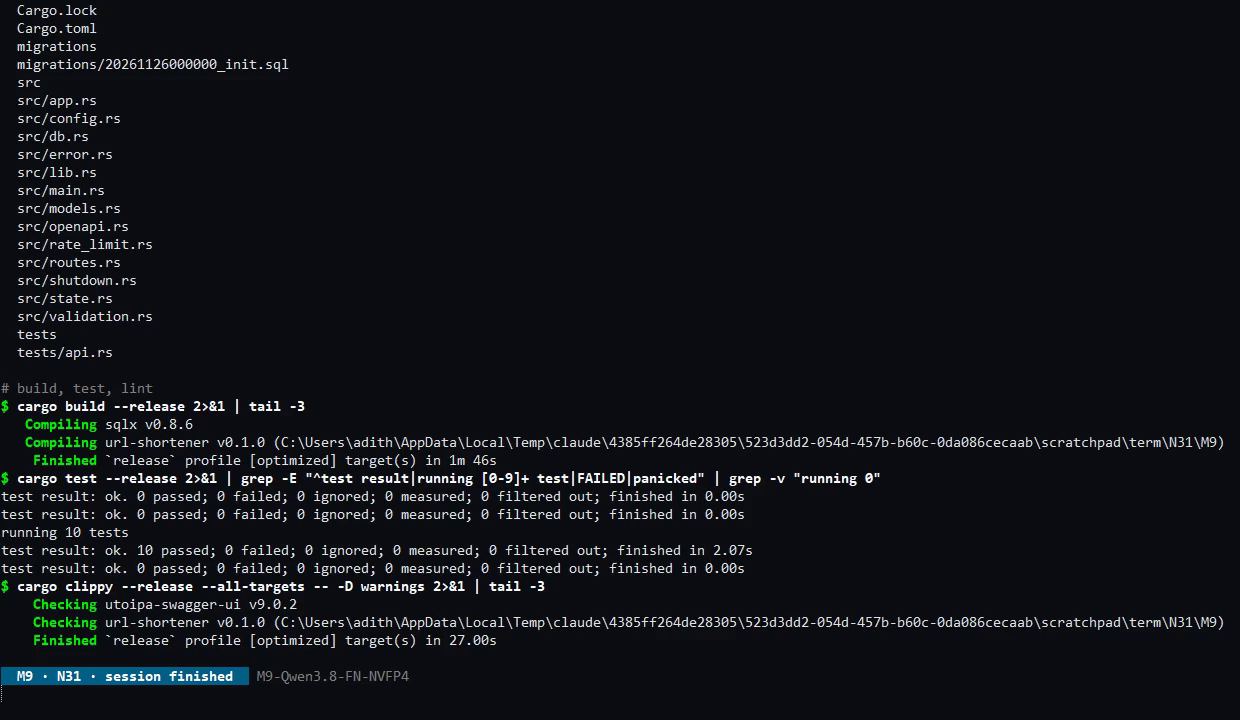 Cargo.lock
Cargo.toml
migrations
migrations/20261126000000_init.sql
src
src/app.rs
src/config.rs
src/db.rs
src/error.rs
src/lib.rs
src/main.rs
src/models.rs
src/openapi.rs
src/rate_limit.rs
src/routes.rs
src/shutdown.rs
src/state.rs
src/validation.rs
tests
tests/api.rs
# build, test, lint
$ cargo build --release 2>&1 | tail -3
Compiling sqlx v0.8.6
Compiling url-shortener v0.1.0 (C:\Users\adith\AppData\Local\Temp\claude\4385ff264de28305\523d3dd2-054d-457b-b60c-0da086cecaab\scratchpad\term\N31\M9)
Finished `release` profile [optimized] target(s) in 1m 46s
$ cargo test --release 2>&1 | grep -E "^test result|running [0-9]+ test|FAILED|panicked" | grep -v "running 0"
test result: ok. 0 passed; 0 failed; 0 ignored; 0 measured; 0 filtered out; finished in 0.00s
test result: ok. 0 passed; 0 failed; 0 ignored; 0 measured; 0 filtered out; finished in 0.00s
running 10 tests
test result: ok. 10 passed; 0 failed; 0 ignored; 0 measured; 0 filtered out; finished in 2.07s
test result: ok. 0 passed; 0 failed; 0 ignored; 0 measured; 0 filtered out; finished in 0.00s
$ cargo clippy --release --all-targets -- -D warnings 2>&1 | tail -3
Checking utoipa-swagger-ui v9.0.2
Checking url-shortener v0.1.0 (C:\Users\adith\AppData\Local\Temp\claude\4385ff264de28305\523d3dd2-054d-457b-b60c-0da086cecaab\scratchpad\term\N31\M9)
Finished `release` profile [optimized] target(s) in 27.00s
M9 · N31 · session finished M9-Qwen3.8-FN-NVFP4